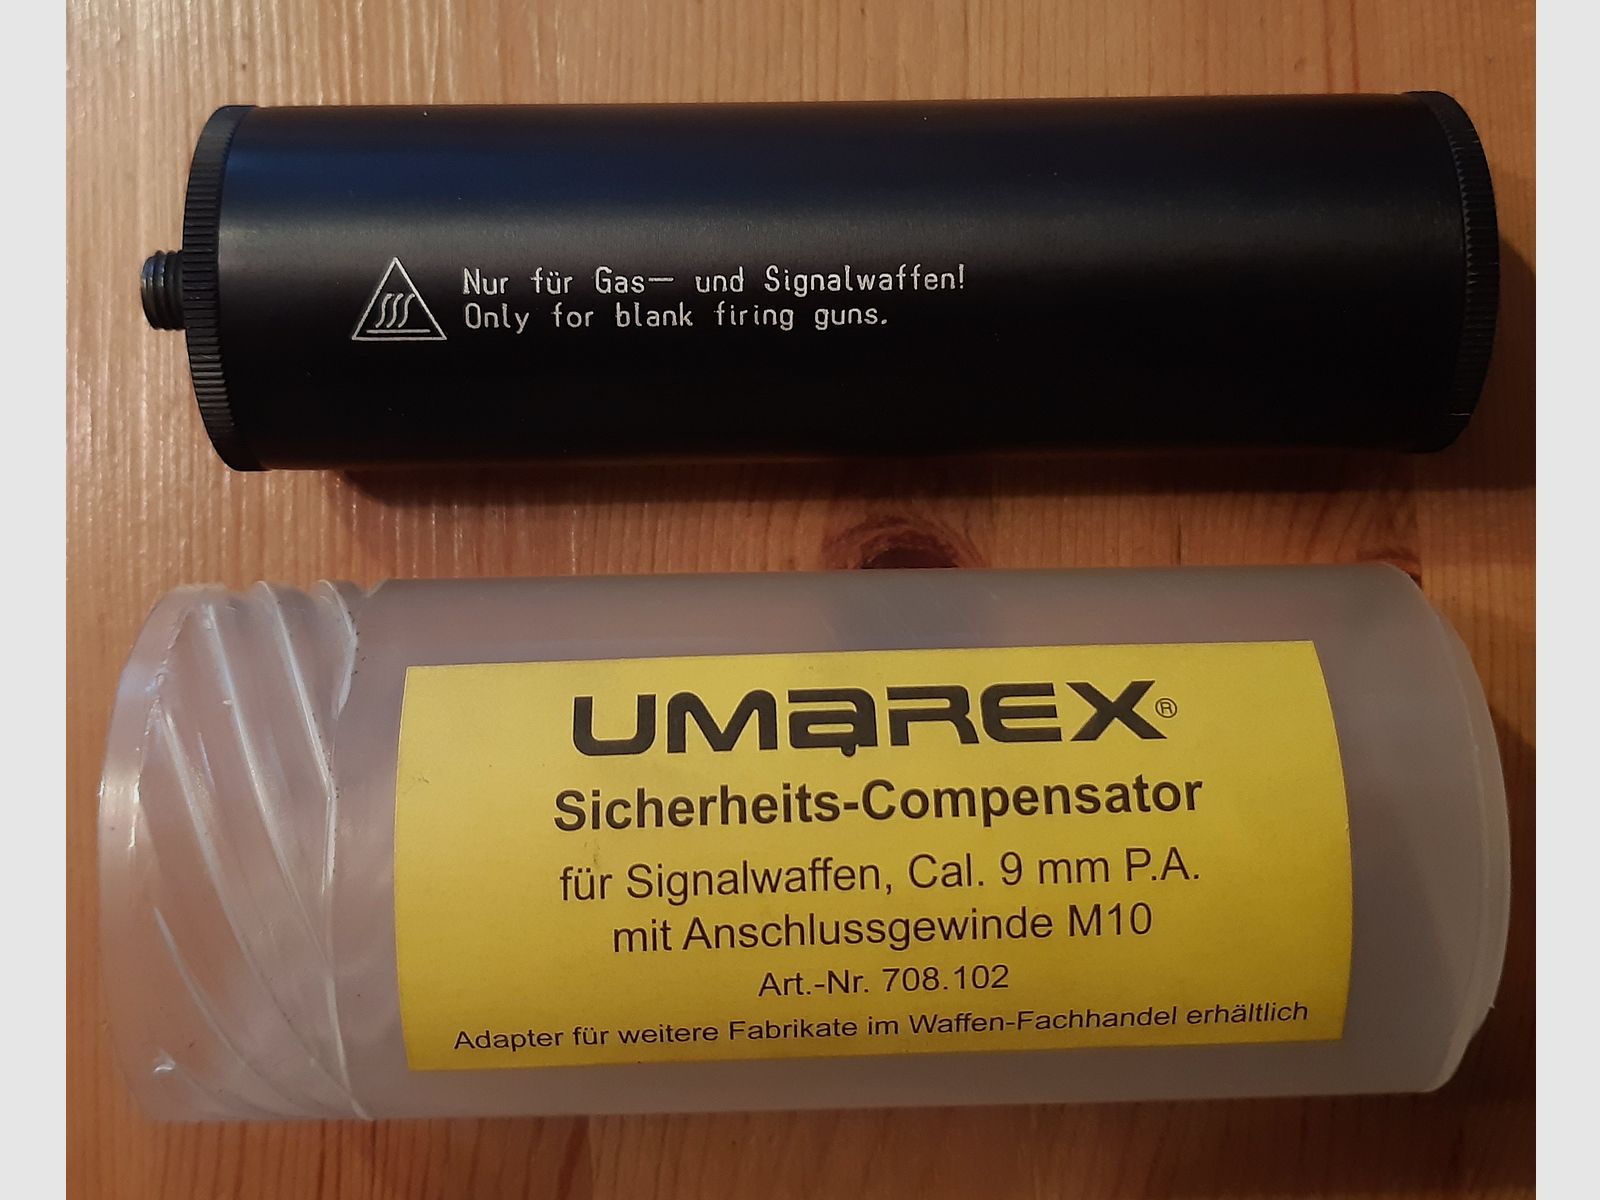 Nur für Gas— und Signalwaffen!
Only for blank firing guns.
UMAREX®
Sicherheits-Compensator
für Signalwaffen, Cal. 9 mm P.A.
mit Anschlussgewinde M10
Art.-Nr. 708.102
Adapter für weitere Fabrikate im Waffen-Fachhandel erhältlich